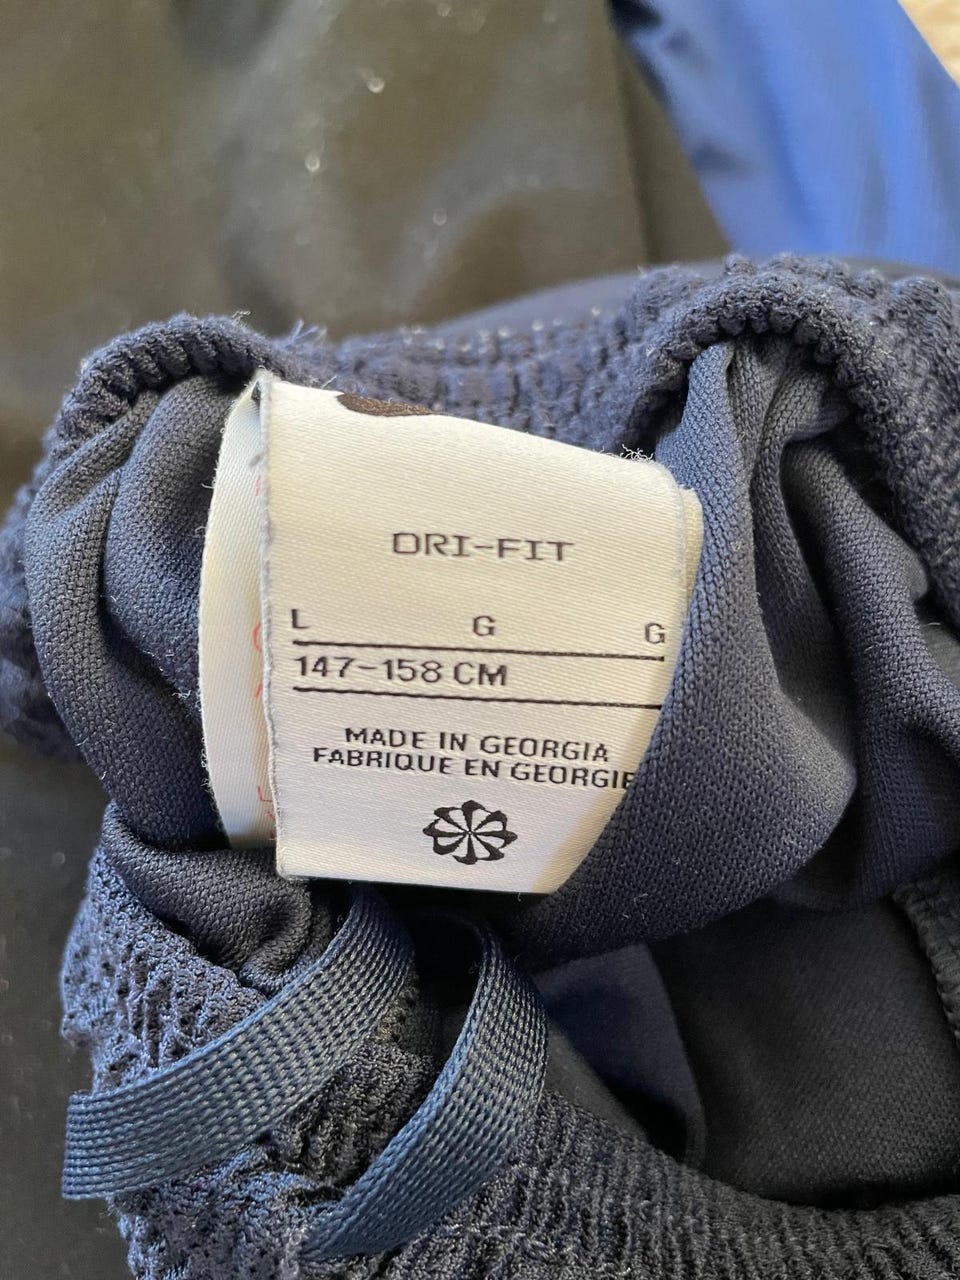 DRI-FIT
L G G
147-158 CM
MADE IN GEORGIA
FABRIQUE EN GEORGIE